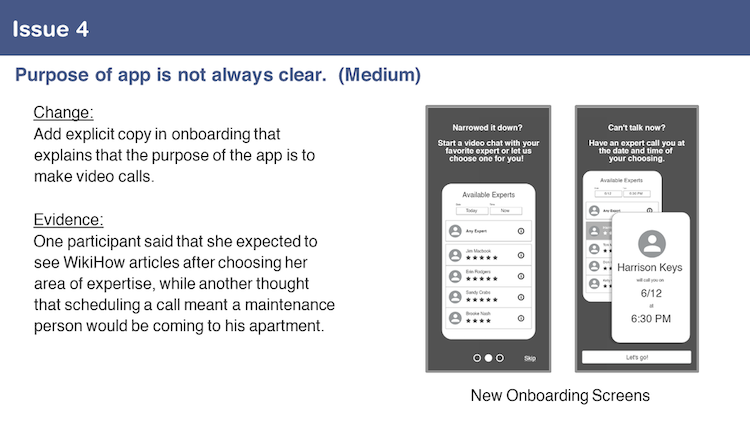 Issue 4
Purpose of app is not always clear. (Medium)
Change:
Add explicit copy in onboarding that
explains that the purpose of the app is to
make video calls.
Evidence:
One participant said that she expected to
see WikiHow articles after choosing her
area of expertise, while another thought
that scheduling a call meant a maintenance
person would be coming to his apartment.
Narrowed it down?
Start a video chat with your
favorite expert or let us
choose one for you!
Available Experts
Today Now
Any Expert
Jim Macbook
Erin Rodgers
Sandy Crabs
Brooke Nash
Skip
Can't talk now?
Have an expert call you at
the date and time of
your choosing.
Available Experts
6/12 6:30 PM
Any Expert
Harrison Keys
will call you on
6/12
at
6:30 PM
Let's go!
New Onboarding Screens